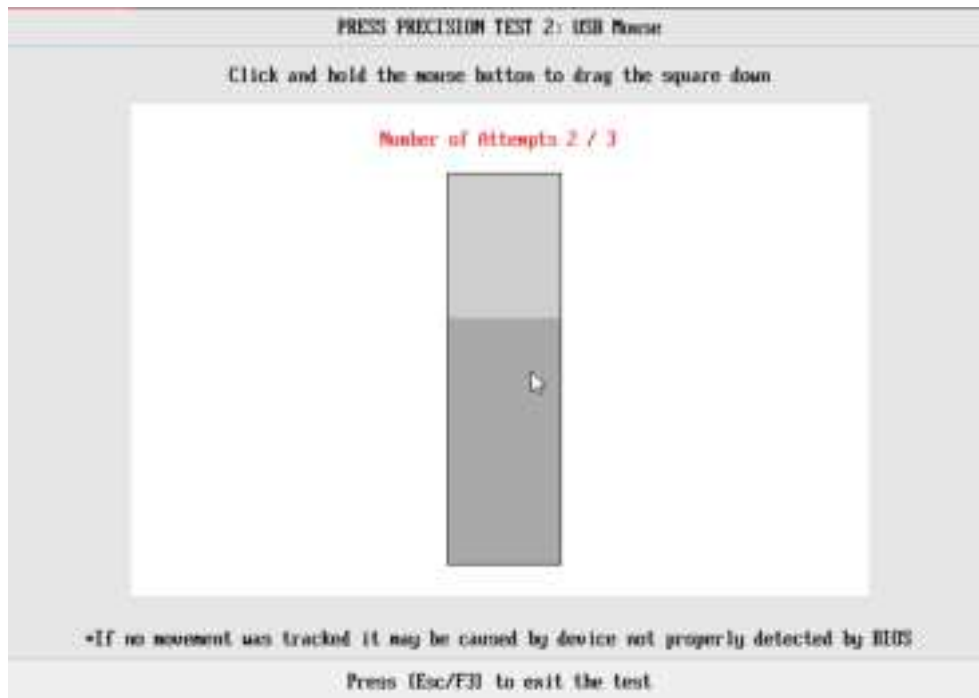 PRESS PRECISION TEST 2: USB Mouse
Click and hold the mouse button to drag the square down
Number of Attempts 2 / 3
*If no movement was tracked it may be caused by device not properly detected by BIOS
Press [Esc/F3] to exit the test